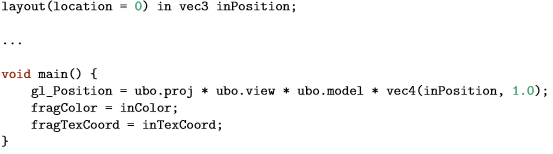 layout(location = 0) in vec3 inPosition;
...
void main() {
    gl_Position = ubo.proj * ubo.view * ubo.model * vec4(inPosition, 1.0);
    fragColor = inColor;
    fragTexCoord = inTexCoord;
}